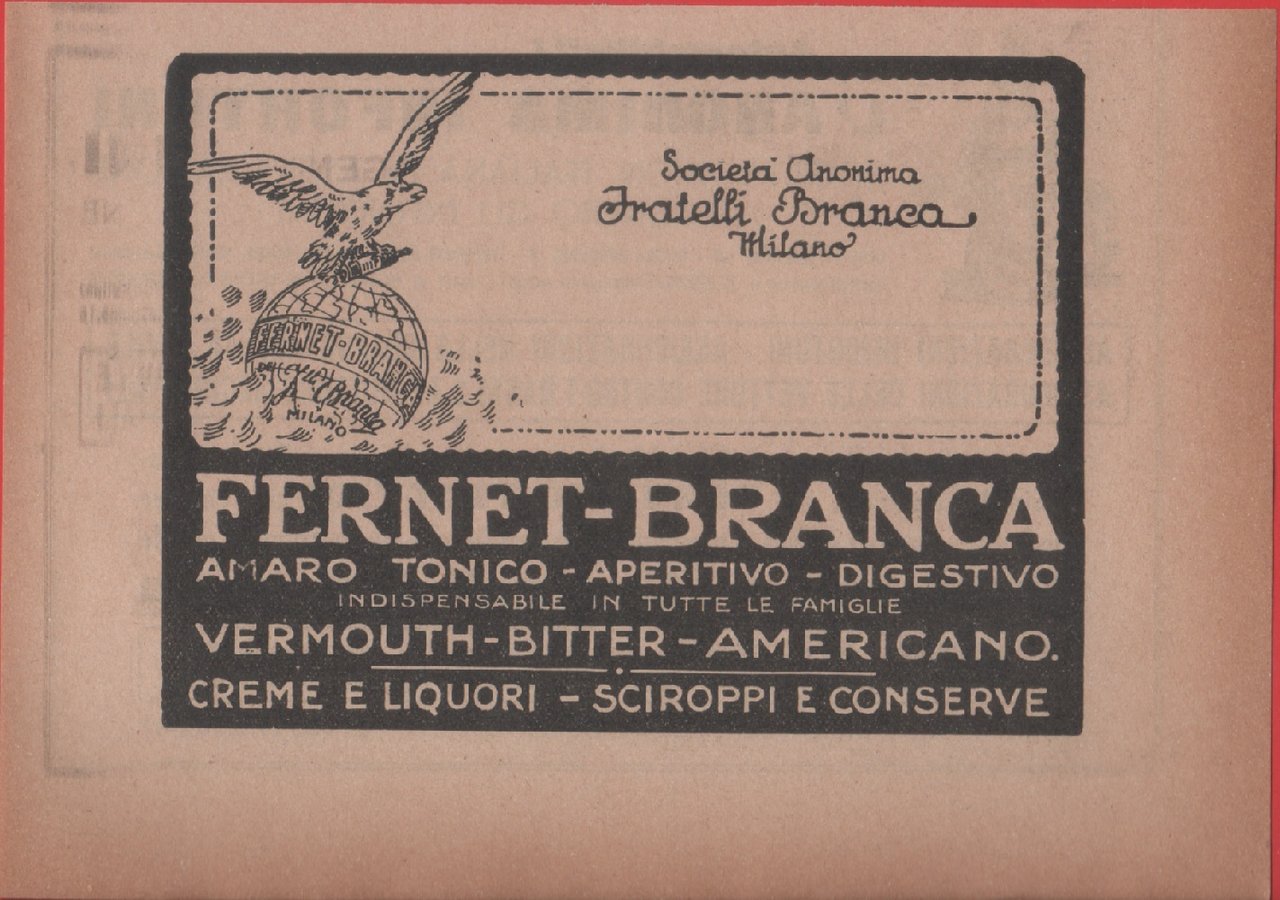 Società Anonima
Fratelli Branca
Milano
FERNET-BRANCA
MILANO
FERNET-BRANCA
AMARO TONICO - APERITIVO - DIGESTIVO
INDISPENSABILE IN TUTTE LE FAMIGLIE
VERMOUTH-BITTER-AMERICANO.
CREME E LIQUORI - SCIROPPI E CONSERVE